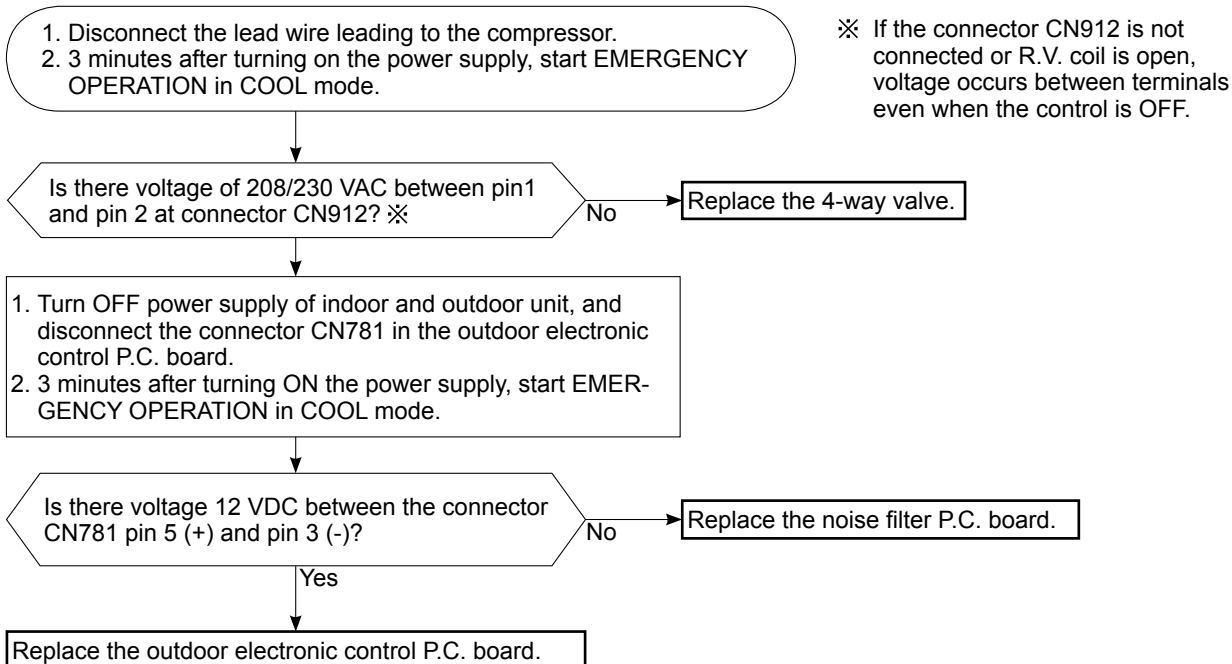 1. Disconnect the lead wire leading to the compressor.
2. 3 minutes after turning on the power supply, start EMERGENCY
OPERATION in COOL mode.
※ If the connector CN912 is not
connected or R.V. coil is open,
voltage occurs between terminals
even when the control is OFF.
Is there voltage of 208/230 VAC between pin1
and pin 2 at connector CN912? ※
No
Replace the 4-way valve.
1. Turn OFF power supply of indoor and outdoor unit, and
disconnect the connector CN781 in the outdoor electronic
control P.C. board.
2. 3 minutes after turning ON the power supply, start EMER-
GENCY OPERATION in COOL mode.
Is there voltage 12 VDC between the connector
CN781 pin 5 (+) and pin 3 (-)?
No
Replace the noise filter P.C. board.
Yes
Replace the outdoor electronic control P.C. board.